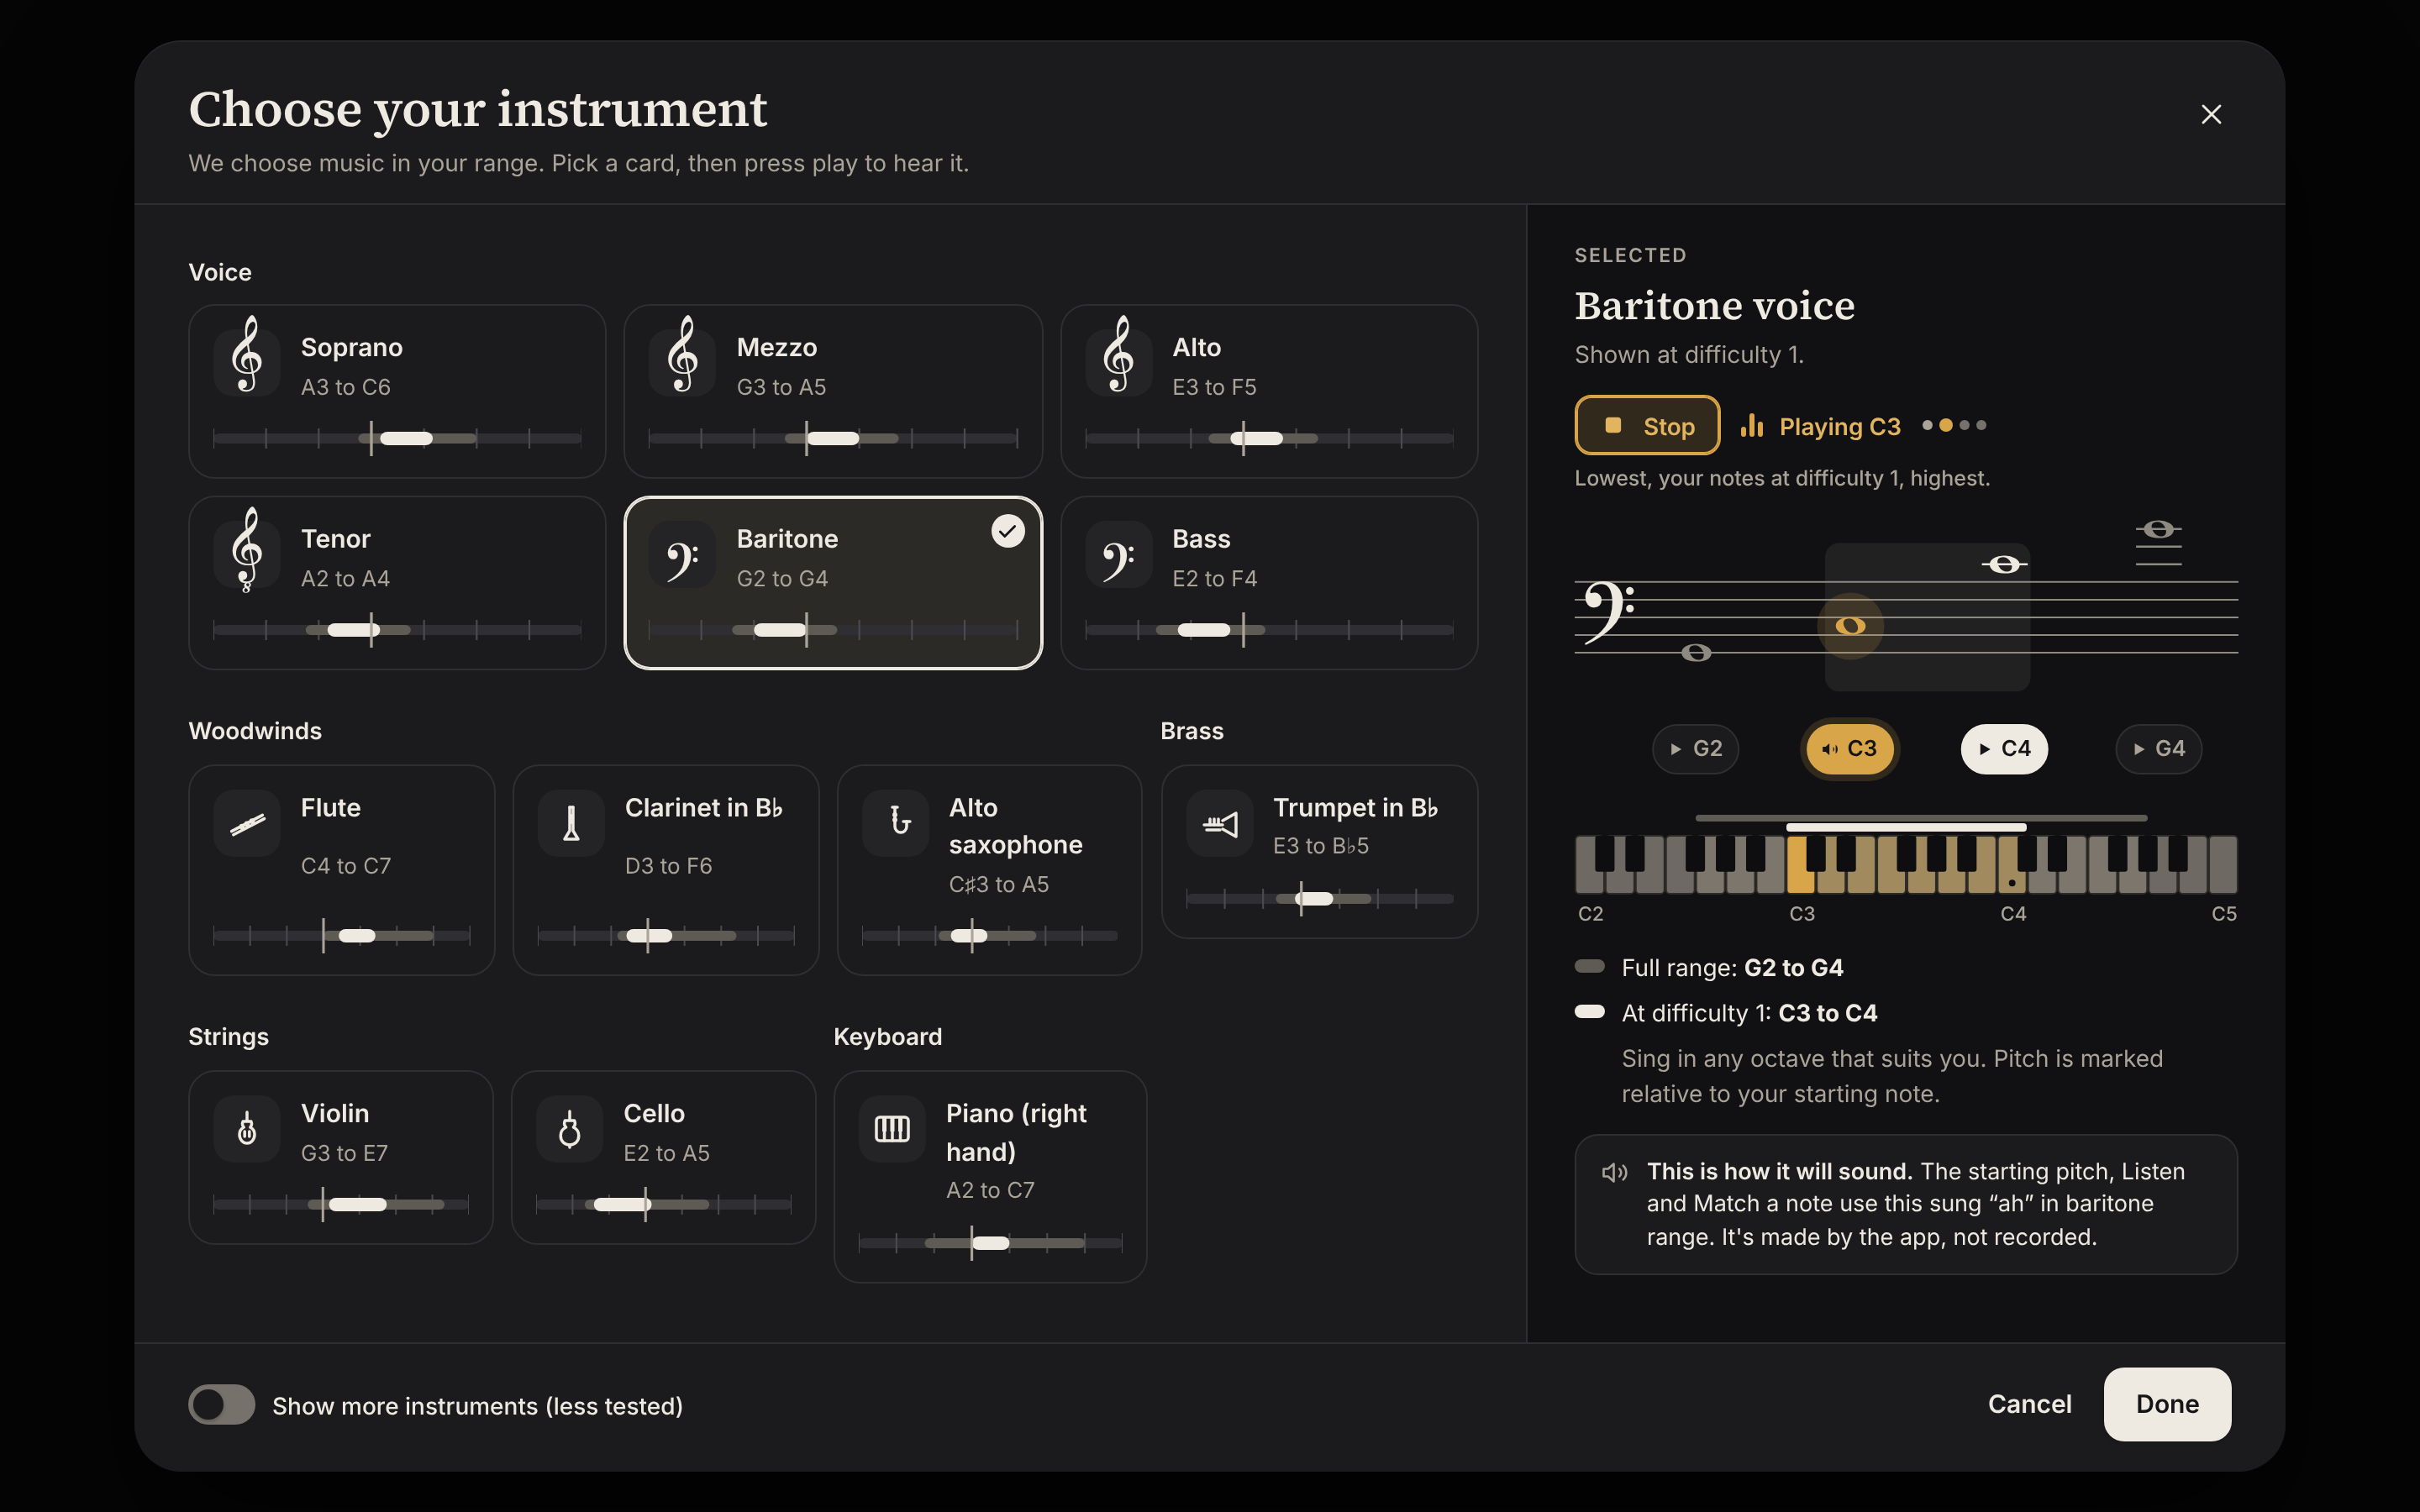 Choose your instrument
We choose music in your range. Pick a card, then press play to hear it.
Voice
Soprano
A3 to C6
Mezzo
G3 to A5
Alto
E3 to F5
Tenor
A2 to A4
8
Baritone
G2 to G4
Bass
E2 to F4
Woodwinds
Flute
C4 to C7
Clarinet in B♭
D3 to F6
Alto
saxophone
C♯3 to A5
Brass
Trumpet in B♭
E3 to B♭5
Strings
Violin
G3 to E7
Cello
E2 to A5
Keyboard
Piano (right
hand)
A2 to C7
SELECTED
Baritone voice
Shown at difficulty 1.
Stop
Playing C3
Lowest, your notes at difficulty 1, highest.
G2
C3
C4
G4
C2
C3
C4
C5
Full range: G2 to G4
At difficulty 1: C3 to C4
Sing in any octave that suits you. Pitch is marked
relative to your starting note.
This is how it will sound. The starting pitch, Listen
and Match a note use this sung “ah” in baritone
range. It's made by the app, not recorded.
Show more instruments (less tested)
Cancel
Done